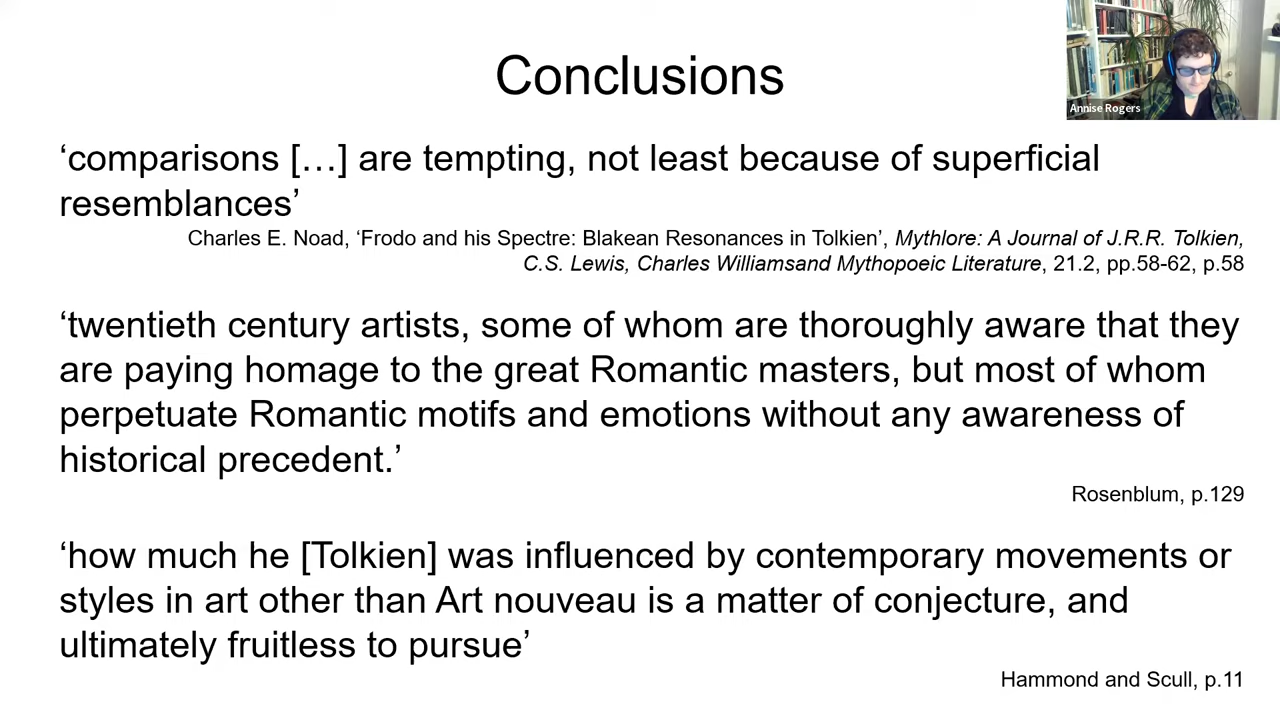 Conclusions
Annise Rogers
‘comparisons […] are tempting, not least because of superficial
resemblances’
Charles E. Noad, ‘Frodo and his Spectre: Blakean Resonances in Tolkien’, Mythlore: A Journal of J.R.R. Tolkien,
C.S. Lewis, Charles Williamsand Mythopoeic Literature, 21.2, pp.58-62, p.58
‘twentieth century artists, some of whom are thoroughly aware that they
are paying homage to the great Romantic masters, but most of whom
perpetuate Romantic motifs and emotions without any awareness of
historical precedent.’
Rosenblum, p.129
‘how much he [Tolkien] was influenced by contemporary movements or
styles in art other than Art nouveau is a matter of conjecture, and
ultimately fruitless to pursue’
Hammond and Scull, p.11